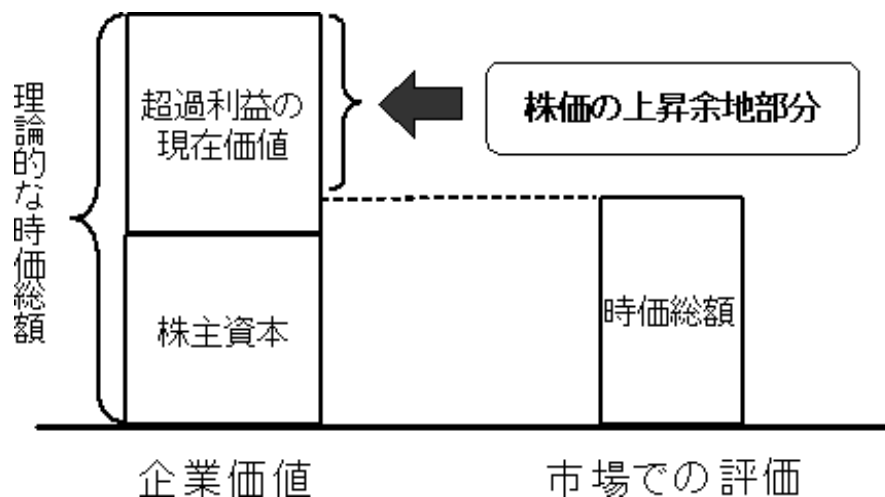 理論的な時価総額
超過利益の
現在価値
株価の上昇余地部分
株主資本
時価総額
企業価値
市場での評価